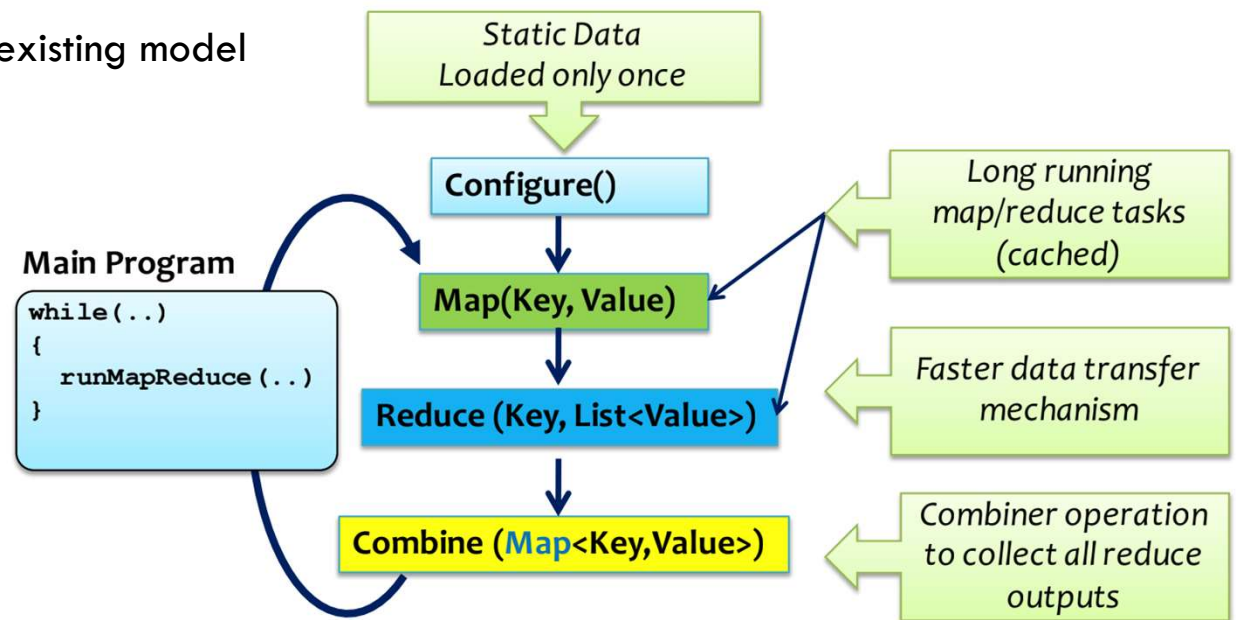 existing model
Static Data
Loaded only once
Configure()
Long running
map/reduce tasks
(cached)
Main Program
while(..)
{
runMapReduce(..)
}
Map(Key, Value)
Faster data transfer
mechanism
Reduce (Key, List<Value>)
Combiner operation
to collect all reduce
outputs
Combine (Map<Key,Value>)